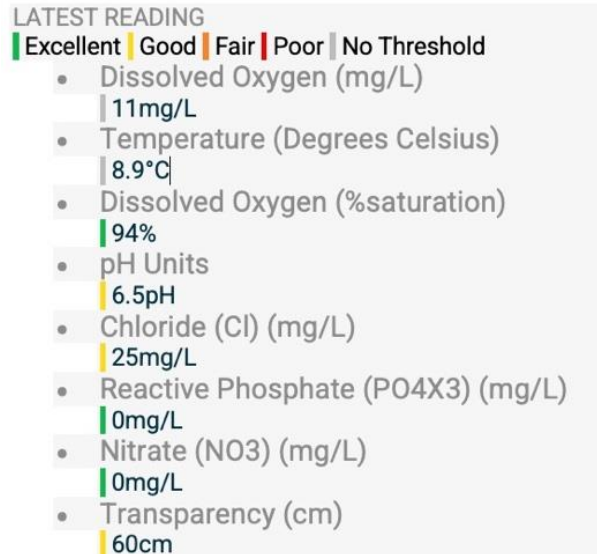 LATEST READING
Excellent Good Fair Poor No Threshold
• Dissolved Oxygen (mg/L)
11mg/L
• Temperature (Degrees Celsius)
8.9°C
• Dissolved Oxygen (%saturation)
94%
• pH Units
6.5pH
• Chloride (Cl) (mg/L)
25mg/L
• Reactive Phosphate (PO4X3) (mg/L)
0mg/L
• Nitrate (NO3) (mg/L)
0mg/L
• Transparency (cm)
60cm